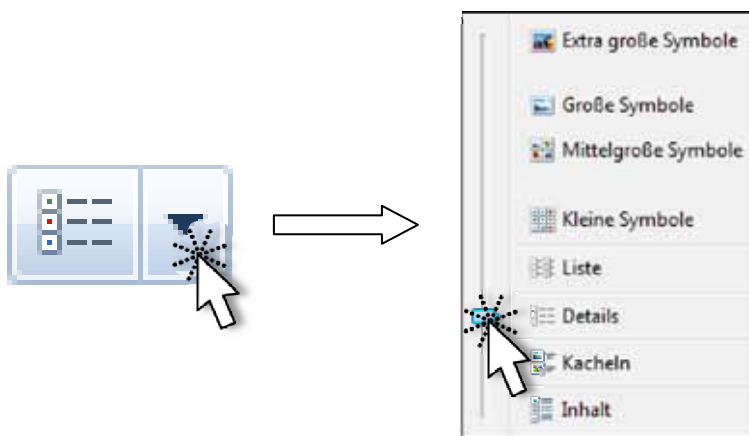 Extra große Symbole
Große Symbole
Mittelgroße Symbole
Kleine Symbole
Liste
Details
Kacheln
Inhalt